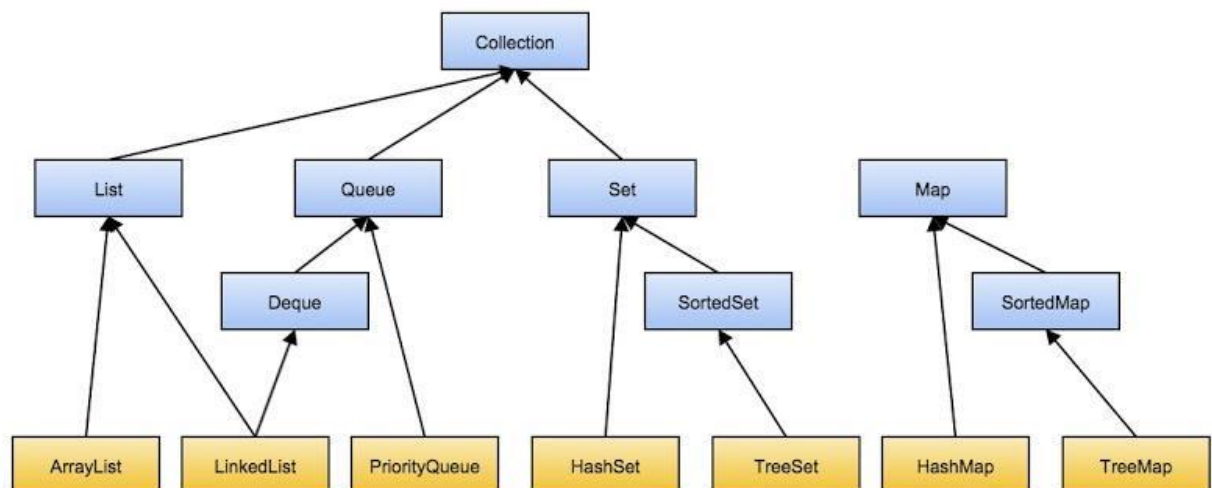 Collection
List
Queue
Set
Map
Deque
SortedSet
SortedMap
ArrayList
LinkedList
PriorityQueue
HashSet
TreeSet
HashMap
TreeMap